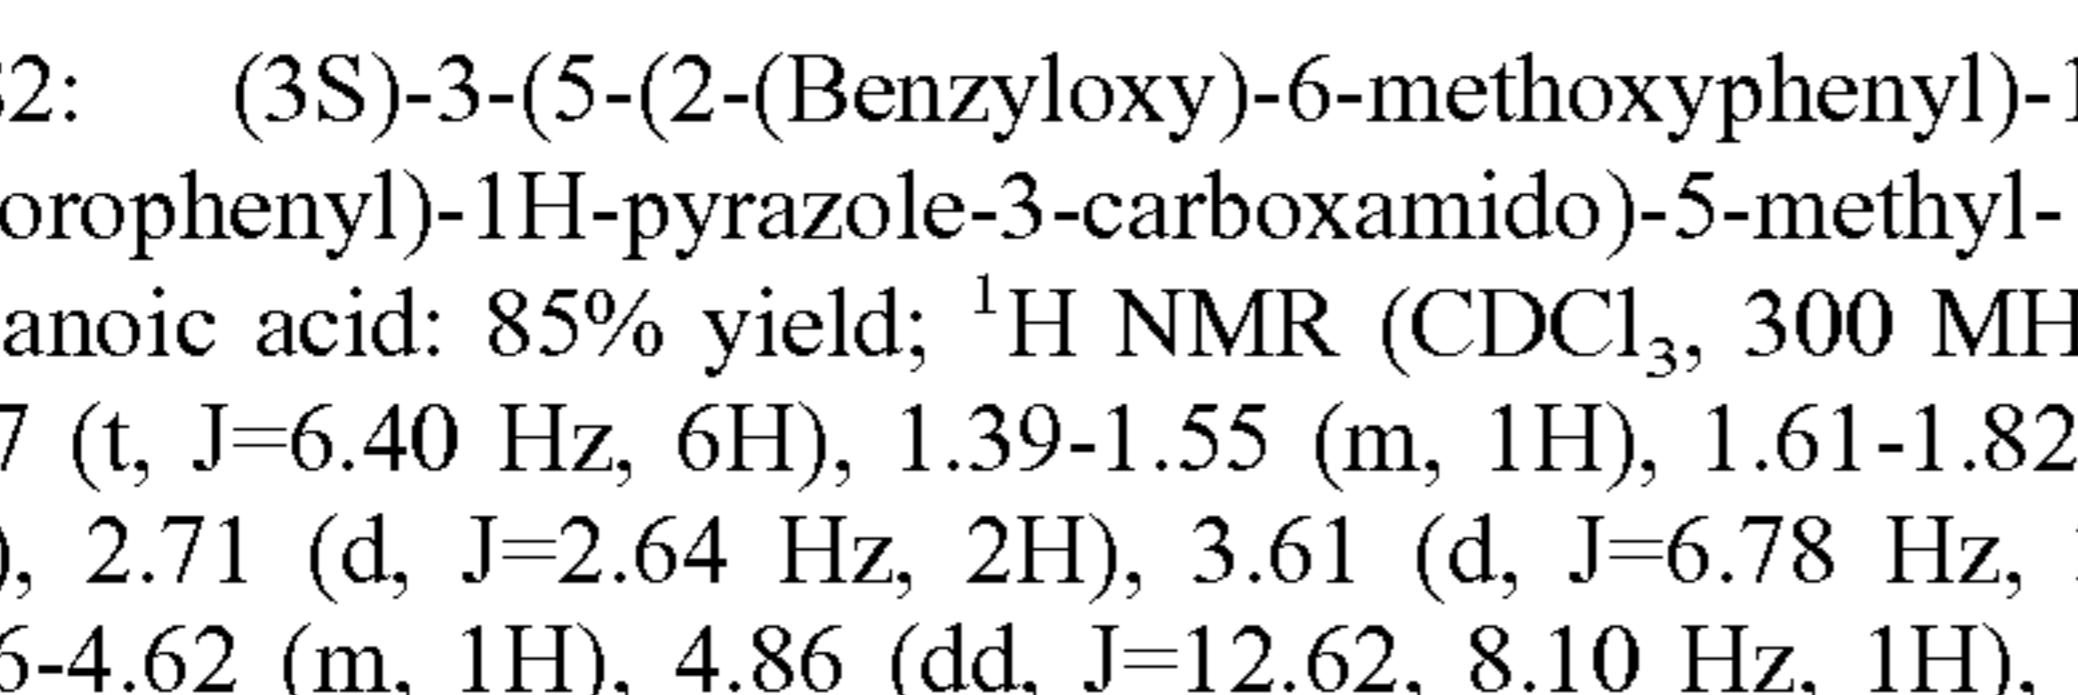 2: (3S)-3-(5-(2-(Benzyloxy)-6-methoxyphenyl)-1
orophenyl)-1H-pyrazole-3-carboxamido)-5-methyl-
anoic acid: 85% yield; ¹H NMR (CDCl₃, 300 MH
7 (t, J=6.40 Hz, 6H), 1.39-1.55 (m, 1H), 1.61-1.82
), 2.71 (d, J=2.64 Hz, 2H), 3.61 (d, J=6.78 Hz,
6-4.62 (m, 1H), 4.86 (dd, J=12.62, 8.10 Hz, 1H),